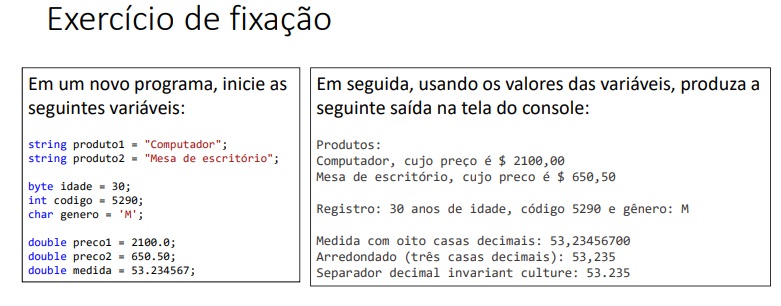 Exercício de fixação
Em um novo programa, inicie as
seguintes variáveis:
string produto1 = "Computador";
string produto2 = "Mesa de escritório";
byte idade = 30;
int codigo = 5290;
char genero = 'M';
double preco1 = 2100.0;
double preco2 = 650.50;
double medida = 53.234567;
Em seguida, usando os valores das variáveis, produza a
seguinte saída na tela do console:
Produtos:
Computador, cujo preço é $ 2100,00
Mesa de escritório, cujo preco é $ 650,50
Registro: 30 anos de idade, código 5290 e gênero: M
Medida com oito casas decimais: 53,23456700
Arredondado (três casas decimais): 53,235
Separador decimal invariant culture: 53.235